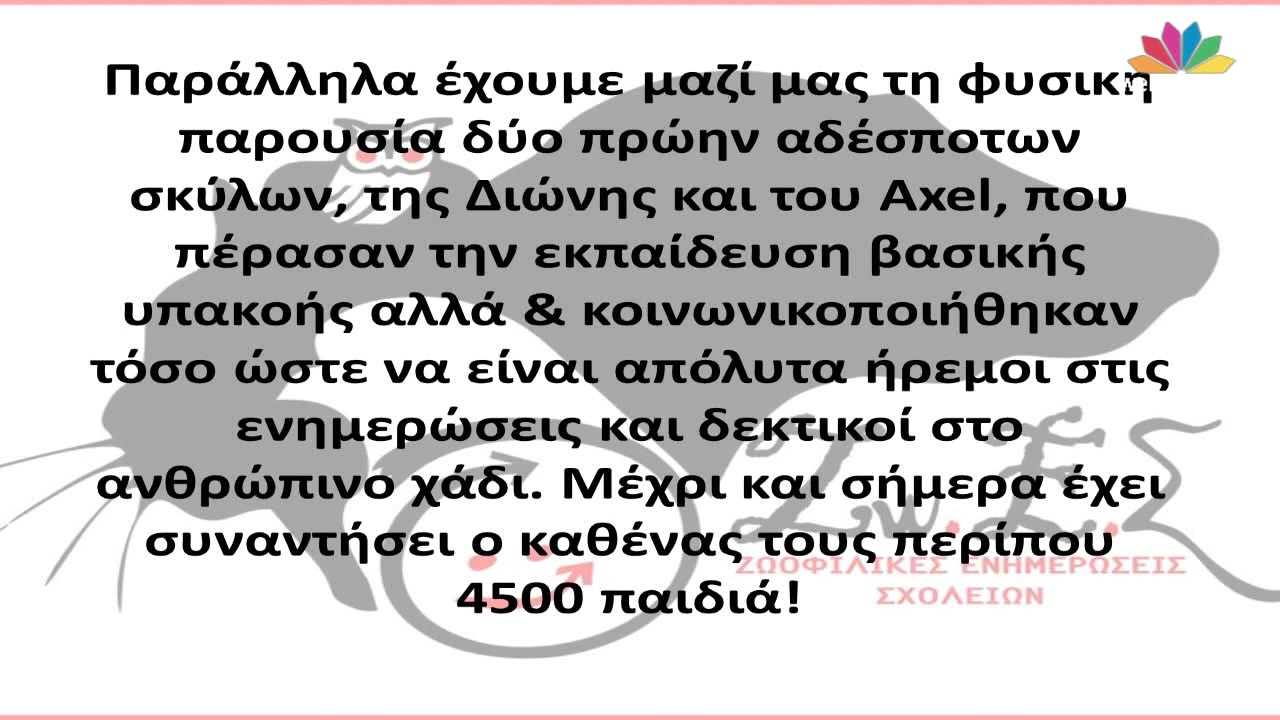 Παράλληλα έχουμε μαζί μας τη φυσική
παρουσία δύο πρώην αδέσποτων
σκύλων, της Διώνης και του Axel, που
πέρασαν την εκπαίδευση βασικής
υπακοής αλλά & κοινωνικοποιήθηκαν
τόσο ώστε να είναι απόλυτα ήρεμοι στις
ενημερώσεις και δεκτικοί στο
ανθρώπινο χάδι. Μέχρι και σήμερα έχει
συναντήσει ο καθένας τους περίπου
4500 παιδιά!
Ζω.Ε.Σ
ΖΩΟΦΙΛΙΚΕΣ ΕΝΗΜΕΡΩΣΕΙΣ
ΣΧΟΛΕΙΩΝ